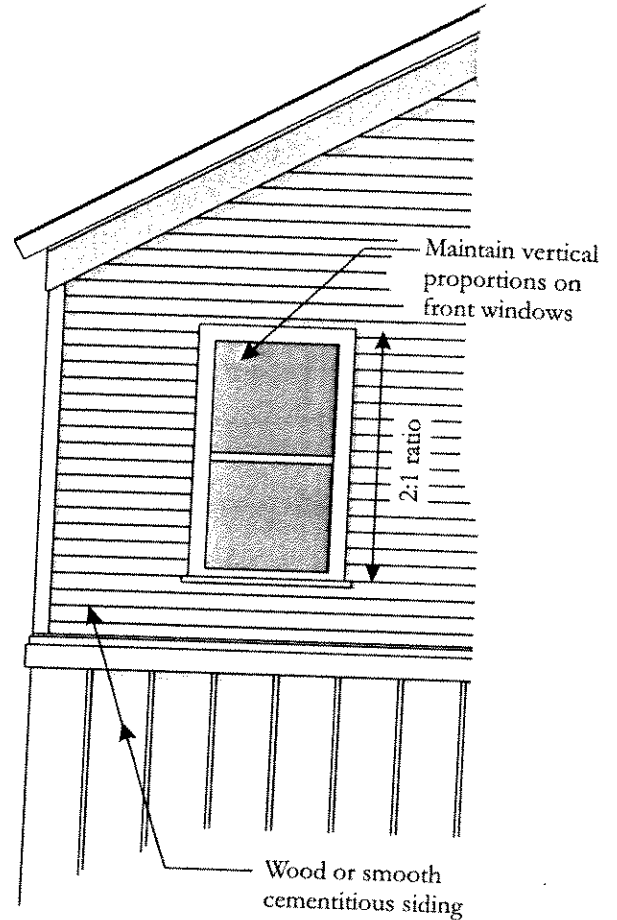 Maintain vertical
proportions on
front windows
2:1 ratio
Wood or smooth
cementitious siding